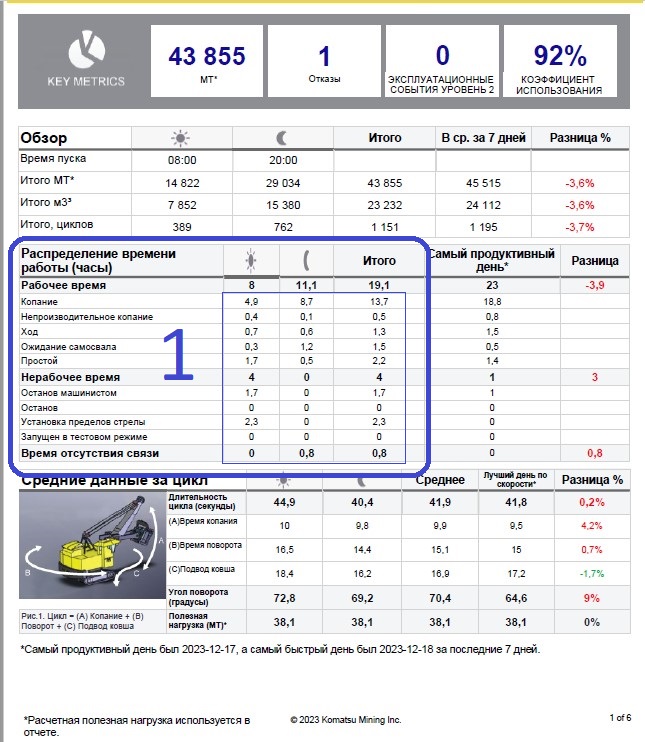 KEY METRICS
43 855
МТ*
1
Отказы
0
ЭКСПЛУАТАЦИОННЫЕ
СОБЫТИЯ УРОВЕНЬ 2
92%
КОЭФФИЦИЕНТ
ИСПОЛЬЗОВАНИЯ
Обзор Итого В ср. за 7 дней Разница %
Время пуска 08:00 20:00
Итого МТ* 14 822 29 034 43 855 45 515 -3,6%
Итого м3³ 7 852 15 380 23 232 24 112 -3,6%
Итого, циклов 389 762 1 151 1 195 -3,7%
Распределение времени
работы (часы) Итого Самый продуктивный
день* Разница
Рабочее время 8 11,1 19,1 23 -3,9
Копание 4,9 8,7 13,7 18,8
Непроизводительное копание 0,4 0,1 0,5 0,8
Ход 0,7 0,6 1,3 1,5
Ожидание самосвала 0,3 1,2 1,5 0,5
Простой 1,7 0,5 2,2 1,4
1
Нерабочее время 4 0 4 1 3
Останов машинистом 1,7 0 1,7 1
Останов 0 0 0 0
Установка пределов стрелы 2,3 0 2,3 0
Запущен в тестовом режиме 0 0 0 0
Время отсутствия связи 0 0,8 0,8 0 0,8
Средние данные за цикл Среднее Лучший день по
скорости* Разница %
Длительность
цикла (секунды) 44,9 40,4 41,9 41,8 0,2%
(A)Время копания 10 9,8 9,9 9,5 4,2%
(B)Время поворота 16,5 14,4 15,1 15 0,7%
(C)Подвод ковша 18,4 16,2 16,9 17,2 -1,7%
Угол поворота
(градусы) 72,8 69,2 70,4 64,6 9%
Полезная
нагрузка (МТ)* 38,1 38,1 38,1 38,1 0%
A
B
C
Рис.1. Цикл = (A) Копание + (B)
Поворот + (C) Подвод ковша
*Самый продуктивный день был 2023-12-17, а самый быстрый день был 2023-12-18 за последние 7 дней.
*Расчетная полезная нагрузка используется в
отчете.
© 2023 Komatsu Mining Inc.
1 of 6